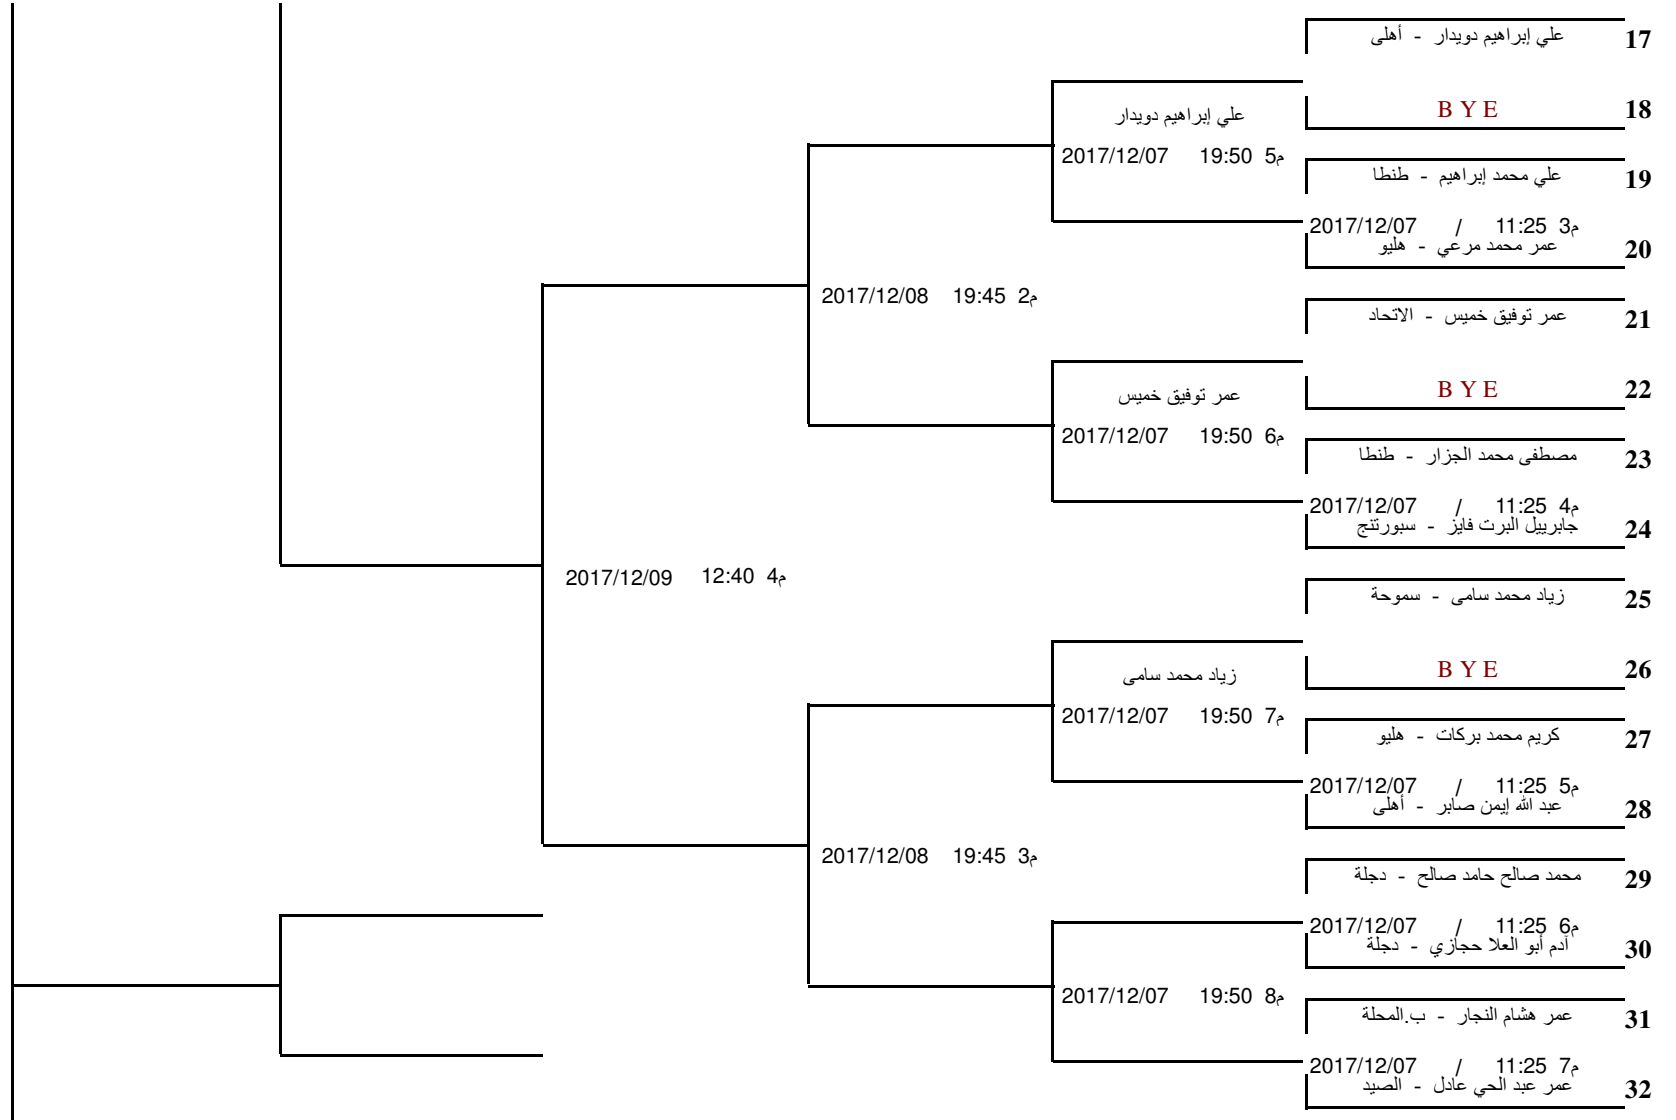 علي إبراهيم دويدار - أهلى 17
B Y E 18
علي إبراهيم دويدار
2017/12/07 19:50 م5
علي محمد إبراهيم - طنطا 19
2017/12/07 / 11:25 م3
عمر محمد مرعي - هليو 20
2017/12/08 19:45 م2
عمر توفيق خميس - الاتحاد 21
B Y E 22
عمر توفيق خميس
2017/12/07 19:50 م6
مصطفى محمد الجزار - طنطا 23
2017/12/07 / 11:25 م4
جابرييل البرت فايز - سبورتنج 24
2017/12/09 12:40 م4
زياد محمد سامى - سموحة 25
B Y E 26
زياد محمد سامى
2017/12/07 19:50 م7
كريم محمد بركات - هليو 27
2017/12/07 / 11:25 م5
عبد الله إيمن صابر - أهلى 28
2017/12/08 19:45 م3
محمد صالح حامد صالح - دجلة 29
2017/12/07 / 11:25 م6
آدم أبو العلا حجازي - دجلة 30
2017/12/07 19:50 م8
عمر هشام النجار - ب.المحلة 31
2017/12/07 / 11:25 م7
عمر عبد الحي عادل - الصيد 32